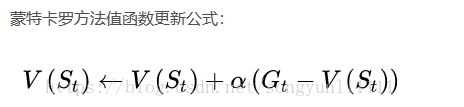 蒙特卡罗方法值函数更新公式：
V(S_t) ← V(S_t) + α(G_t − V(S_t))